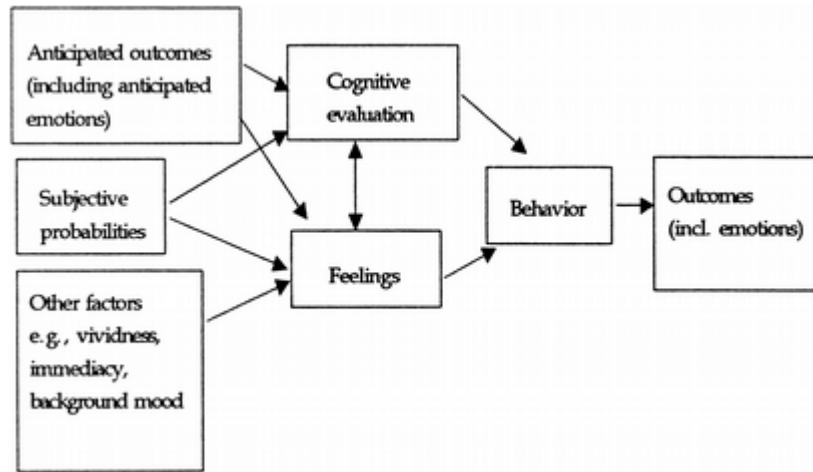 Anticipated outcomes
(including anticipated
emotions)
Cognitive
evaluation
Subjective
probabilities
Behavior
Outcomes
(incl. emotions)
Feelings
Other factors
e.g., vividness,
immediacy,
background mood